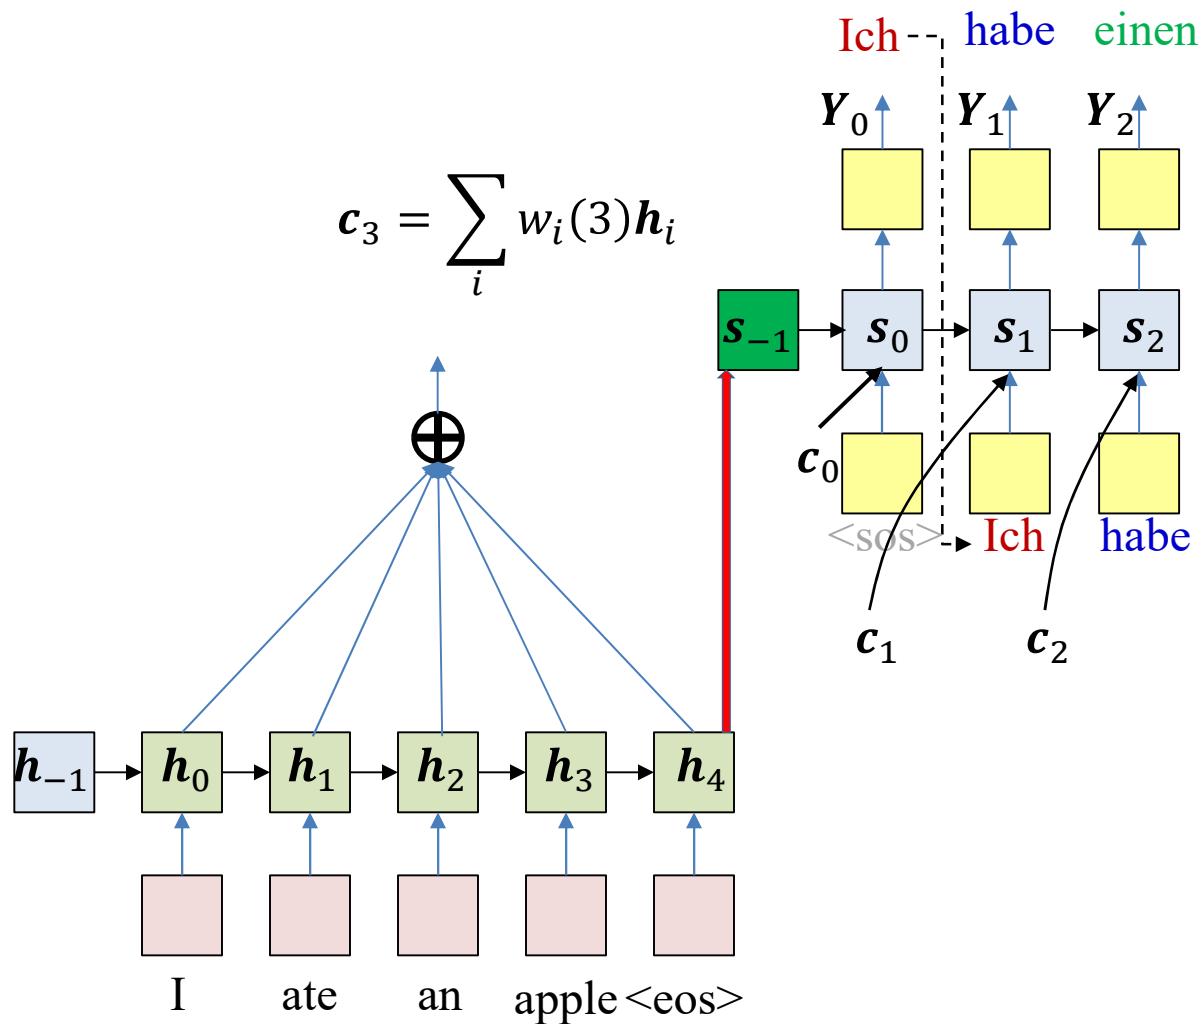 Ich habe einen
Y₀ Y₁ Y₂
c₃ = ∑ᵢ wᵢ(3)hᵢ
s₋₁ s₀ s₁ s₂
c₀
<sos> Ich habe
c₁ c₂
h₋₁ h₀ h₁ h₂ h₃ h₄
I ate an apple <eos>